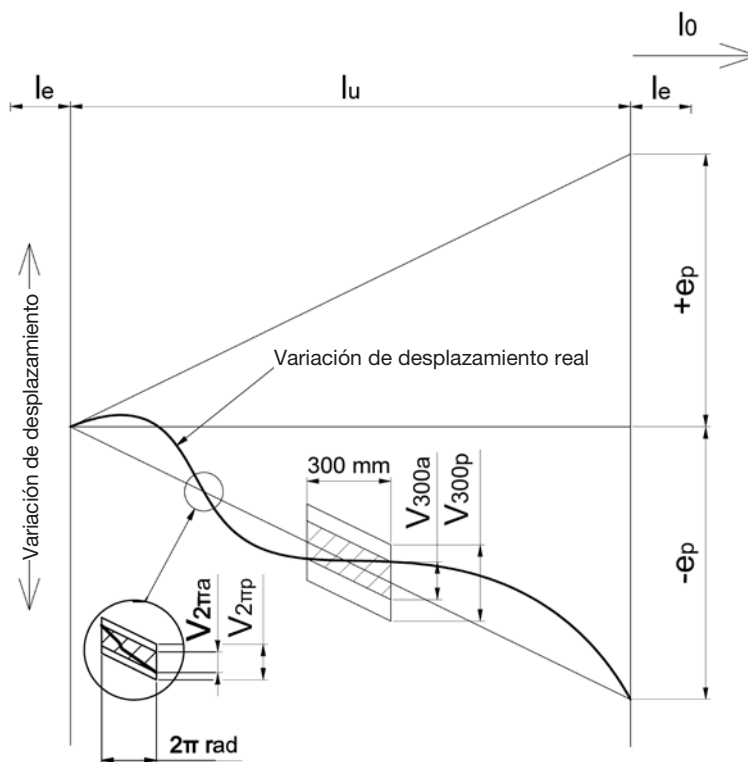 l0
le
lu
le
Variación de desplazamiento
+ep
Variación de desplazamiento real
300 mm
V300a
V300p
-ep
V2πa
V2πp
2π rad